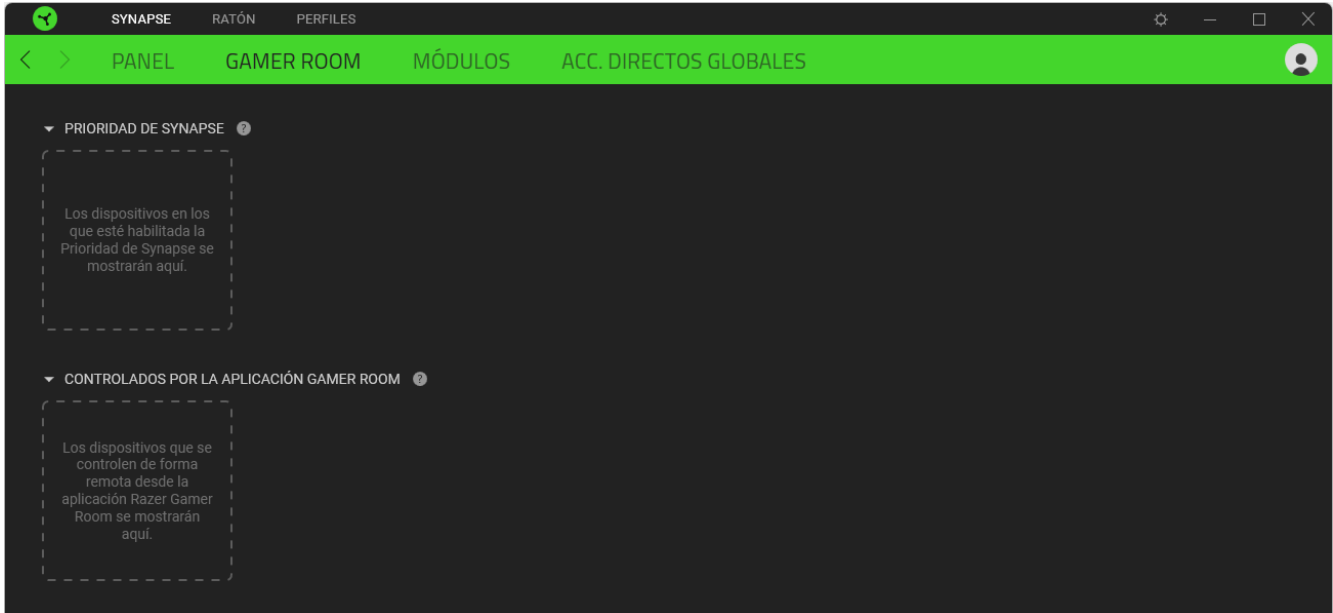 SYNAPSE RATÓN PERFILES
PANEL GAMER ROOM MÓDULOS ACC. DIRECTOS GLOBALES
PRIORIDAD DE SYNAPSE ?
Los dispositivos en los
que esté habilitada la
Prioridad de Synapse se
mostrarán aquí.
CONTROLADOS POR LA APLICACIÓN GAMER ROOM ?
Los dispositivos que se
controlen de forma
remota desde la
aplicación Razer Gamer
Room se mostrarán
aquí.